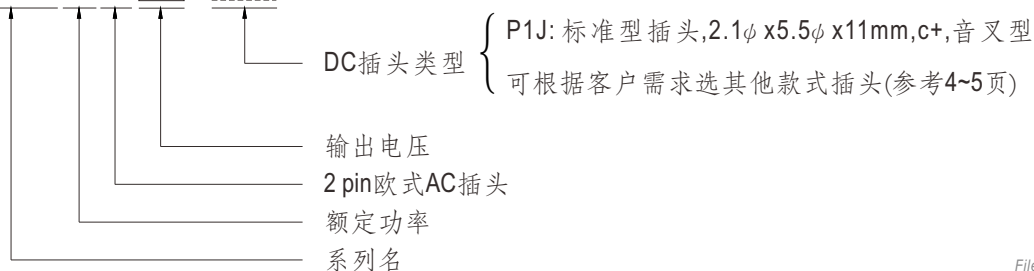 P1J: 标准型插头,2.1φ x5.5φ x11mm,c+,音叉型
DC插头类型
可根据客户需求选其他款式插头(参考4~5页)
输出电压
2 pin欧式AC插头
额定功率
系列名
File